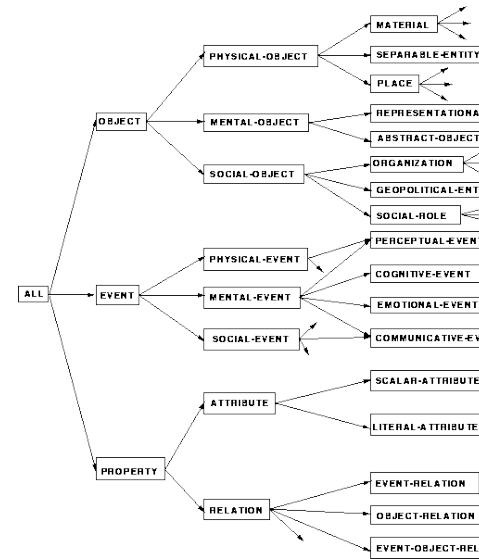 MATERIAL
PHYSICAL-OBJECT
SEPARABLE-ENTITY
PLACE
OBJECT
MENTAL-OBJECT
REPRESENTATIONA
ABSTRACT-OBJECT
SOCIAL-OBJECT
ORGANIZATION
GEOPOLITICAL-ENT
SOCIAL-ROLE
PERCEPTUAL-EVENT
PHYSICAL-EVENT
COGNITIVE-EVENT
ALL
EVENT
MENTAL-EVENT
EMOTIONAL-EVENT
SOCIAL-EVENT
COMMUNICATIVE-EV
SCALAR-ATTRIBUTE
ATTRIBUTE
LITERAL-ATTRIBUTE
PROPERTY
EVENT-RELATION
RELATION
OBJECT-RELATION
EVENT-OBJECT-REL